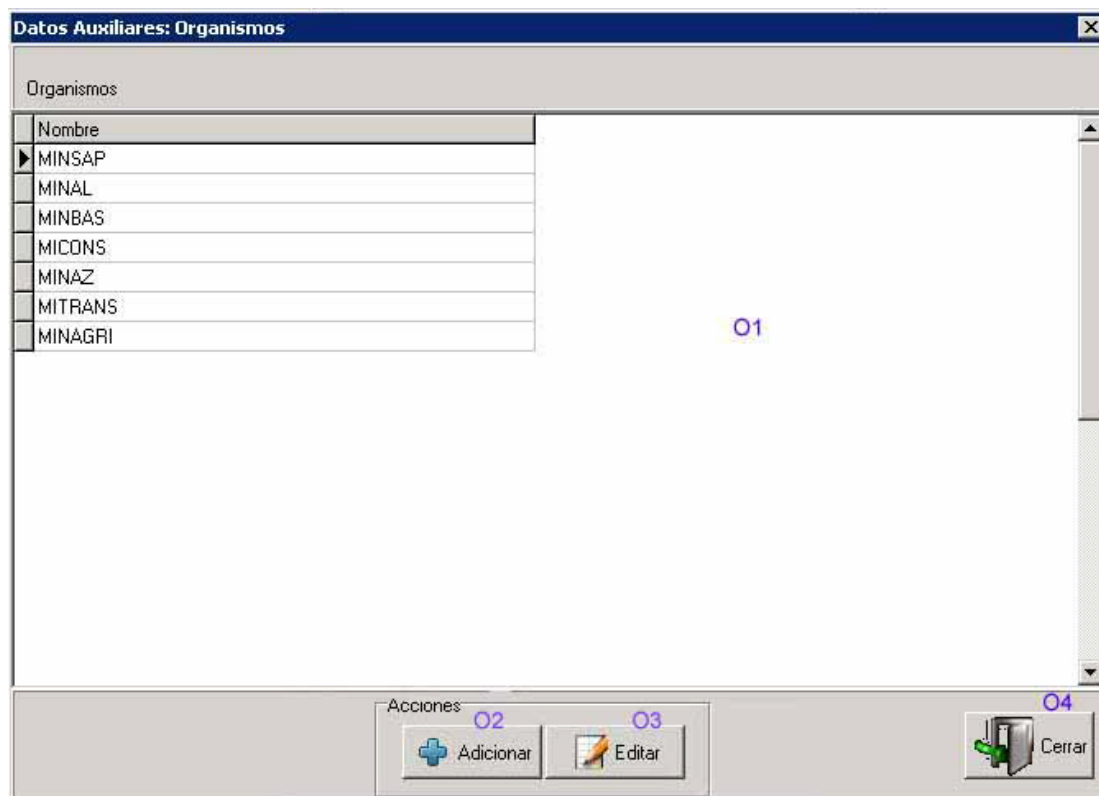 Datos Auxiliares: Organismos
Organismos
Nombre
MINSAP
MINAL
MINBAS
MICONS
MINAZ
MITRANS
MINAGRI
O1
Acciones
O2 O3 O4
Adicionar Editar Cerrar